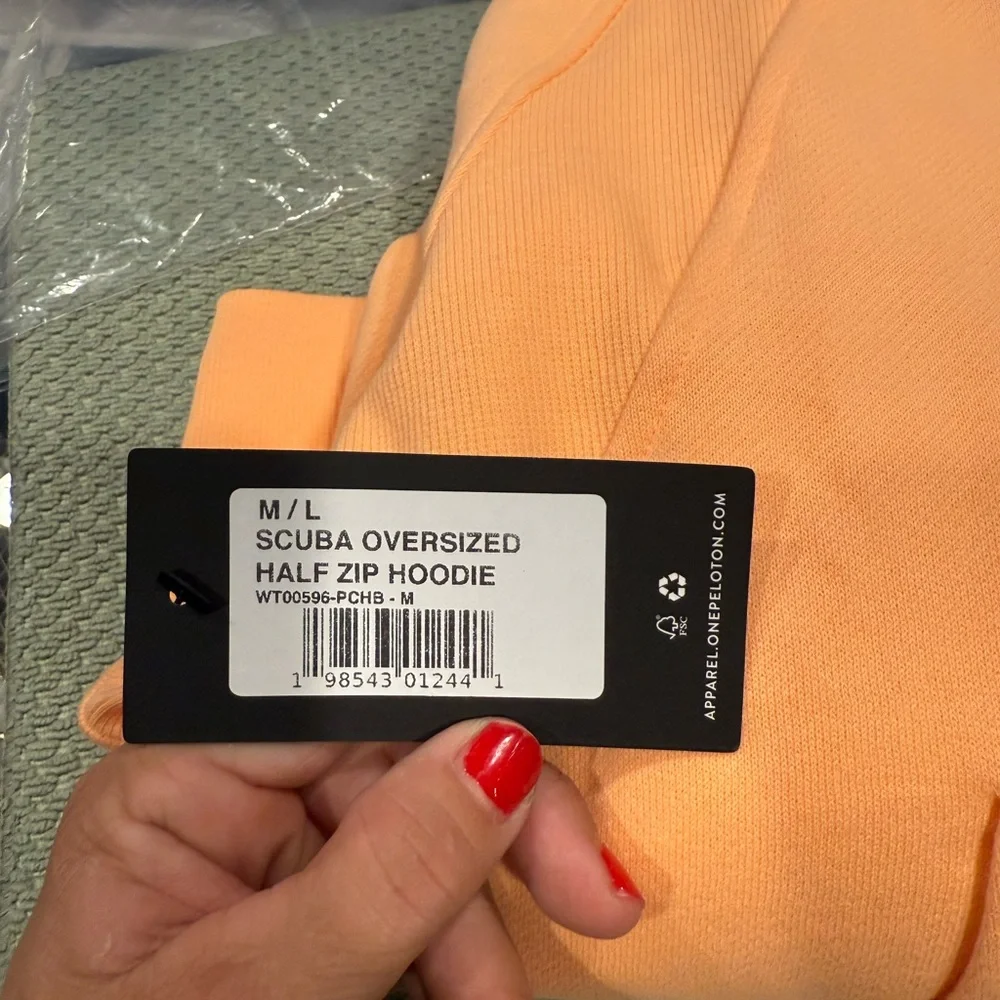 M / L
SCUBA OVERSIZED
HALF ZIP HOODIE
WT00596-PCHB - M
1 98543 01244 1
FSC
APPAREL.ONEPELOTON.COM